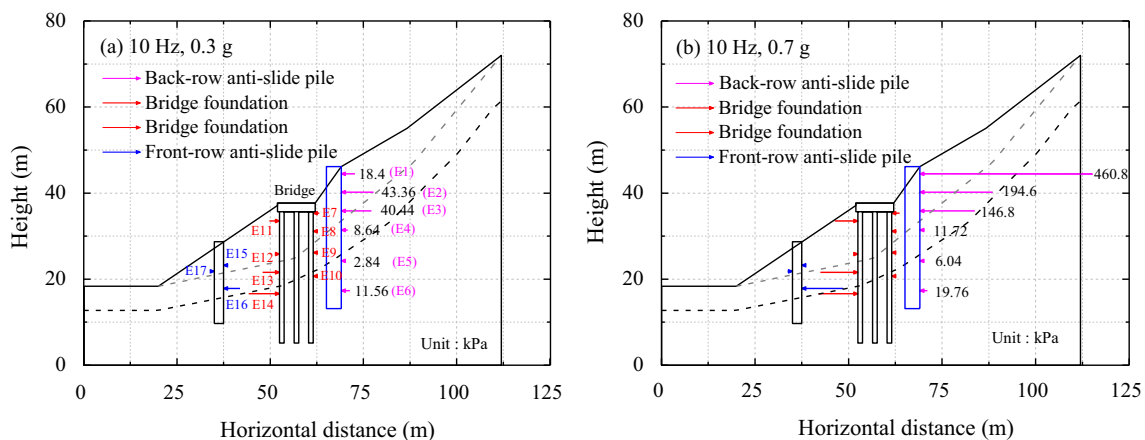 (a) 10 Hz, 0.3 g
Back-row anti-slide pile
Bridge foundation
Bridge foundation
Front-row anti-slide pile
Bridge
18.4 (E1)
43.36 (E2)
40.44 (E3)
8.64 (E4)
2.84 (E5)
11.56 (E6)
E7
E8
E9
E10
E11
E12
E13
E14
E15
E17
E16
Unit : kPa
80
60
40
20
0
0 25 50 75 100 125
Height (m)
Horizontal distance (m)
(b) 10 Hz, 0.7 g
Back-row anti-slide pile
Bridge foundation
Bridge foundation
Front-row anti-slide pile
460.8
194.6
146.8
11.72
6.04
19.76
Unit : kPa
80
60
40
20
0
0 25 50 75 100 125
Height (m)
Horizontal distance (m)